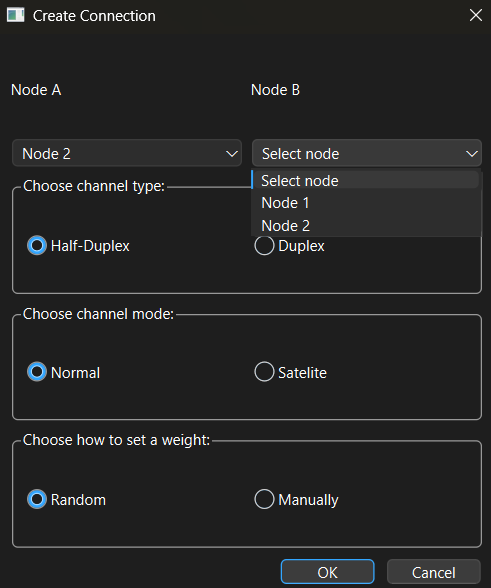 Create Connection
Node A
Node B
Node 2
Select node
Select node
Node 1
Node 2
Choose channel type:
Half-Duplex
Duplex
Choose channel mode:
Normal
Satelite
Choose how to set a weight:
Random
Manually
OK
Cancel